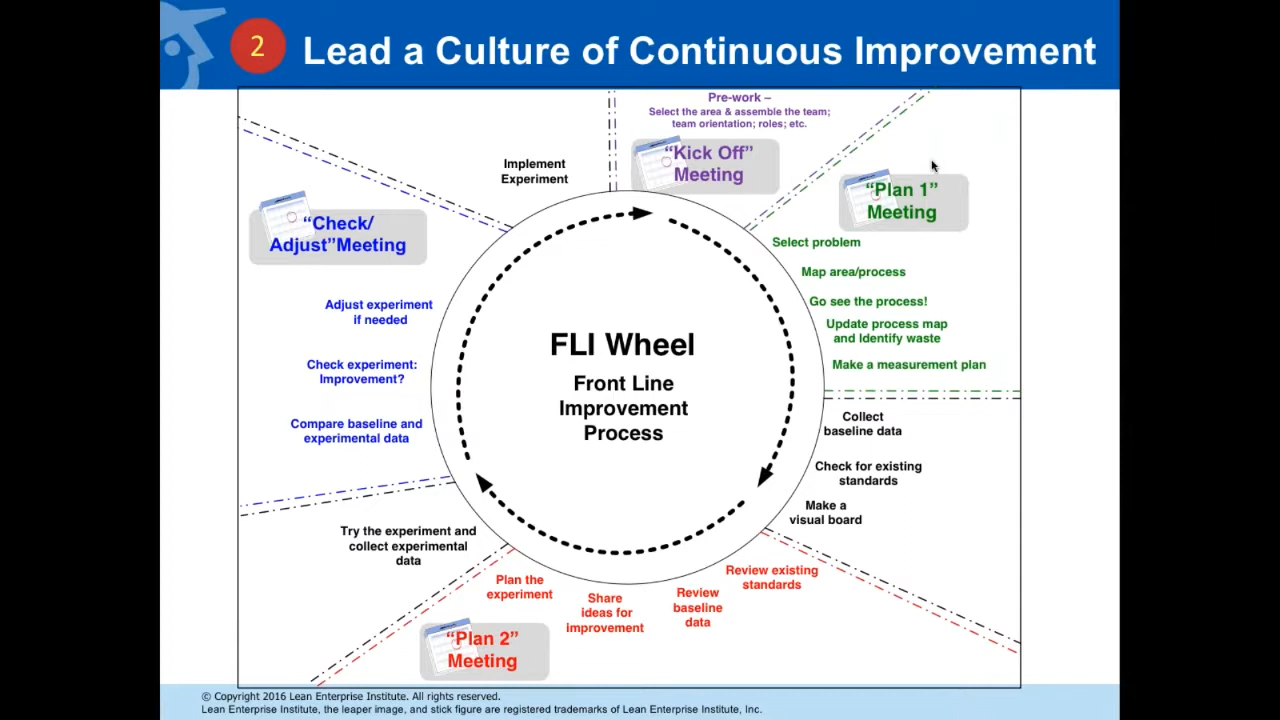 2
Lead a Culture of Continuous Improvement
Pre-work –
Select the area & assemble the team;
team orientation; roles; etc.
“Kick Off”
Meeting
“Plan 1”
Meeting
Select problem
Map area/process
Go see the process!
Update process map
and Identify waste
Make a measurement plan
Collect
baseline data
Check for existing
standards
Make a
visual board
Review existing
standards
Review
baseline
data
Share
ideas for
improvement
Plan the
experiment
“Plan 2”
Meeting
Try the experiment and
collect experimental
data
Compare baseline and
experimental data
Check experiment:
Improvement?
Adjust experiment
if needed
“Check/
Adjust”Meeting
Implement
Experiment
FLI Wheel
Front Line
Improvement
Process
© Copyright 2016 Lean Enterprise Institute. All rights reserved.
Lean Enterprise Institute, the leaper image, and stick figure are registered trademarks of Lean Enterprise Institute, Inc.